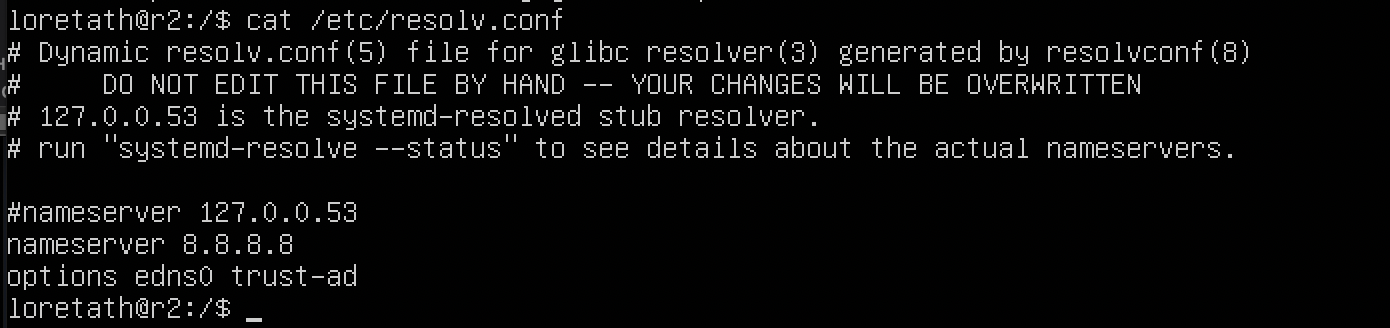 loretath@r2:/$ cat /etc/resolv.conf
# Dynamic resolv.conf(5) file for glibc resolver(3) generated by resolvconf(8)
#     DO NOT EDIT THIS FILE BY HAND -- YOUR CHANGES WILL BE OVERWRITTEN
# 127.0.0.53 is the systemd-resolved stub resolver.
# run "systemd-resolve --status" to see details about the actual nameservers.

#nameserver 127.0.0.53
nameserver 8.8.8.8
options edns0 trust-ad
loretath@r2:/$ _